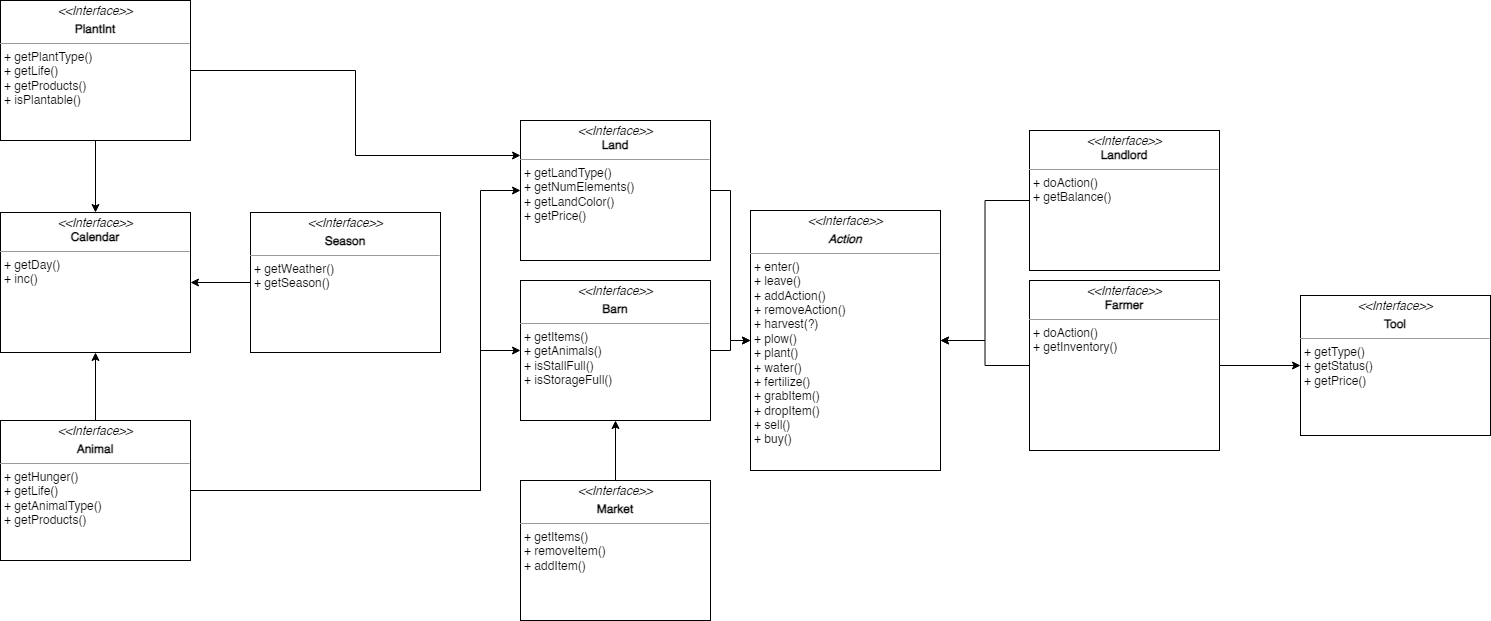 <<Interface>>
PlantInt
+ getPlantType()
+ getLife()
+ getProducts()
+ isPlantable()
<<Interface>>
Calendar
+ getDay()
+ inc()
<<Interface>>
Season
+ getWeather()
+ getSeason()
<<Interface>>
Animal
+ getHunger()
+ getLife()
+ getAnimalType()
+ getProducts()
<<Interface>>
Land
+ getLandType()
+ getNumElements()
+ getLandColor()
+ getPrice()
<<Interface>>
Barn
+ getItems()
+ getAnimals()
+ isStallFull()
+ isStorageFull()
<<Interface>>
Market
+ getItems()
+ removeItem()
+ addItem()
<<Interface>>
Action
+ enter()
+ leave()
+ addAction()
+ removeAction()
+ harvest(?)
+ plow()
+ plant()
+ water()
+ fertilize()
+ grabItem()
+ dropItem()
+ sell()
+ buy()
<<Interface>>
Landlord
+ doAction()
+ getBalance()
<<Interface>>
Farmer
+ doAction()
+ getInventory()
<<Interface>>
Tool
+ getType()
+ getStatus()
+ getPrice()